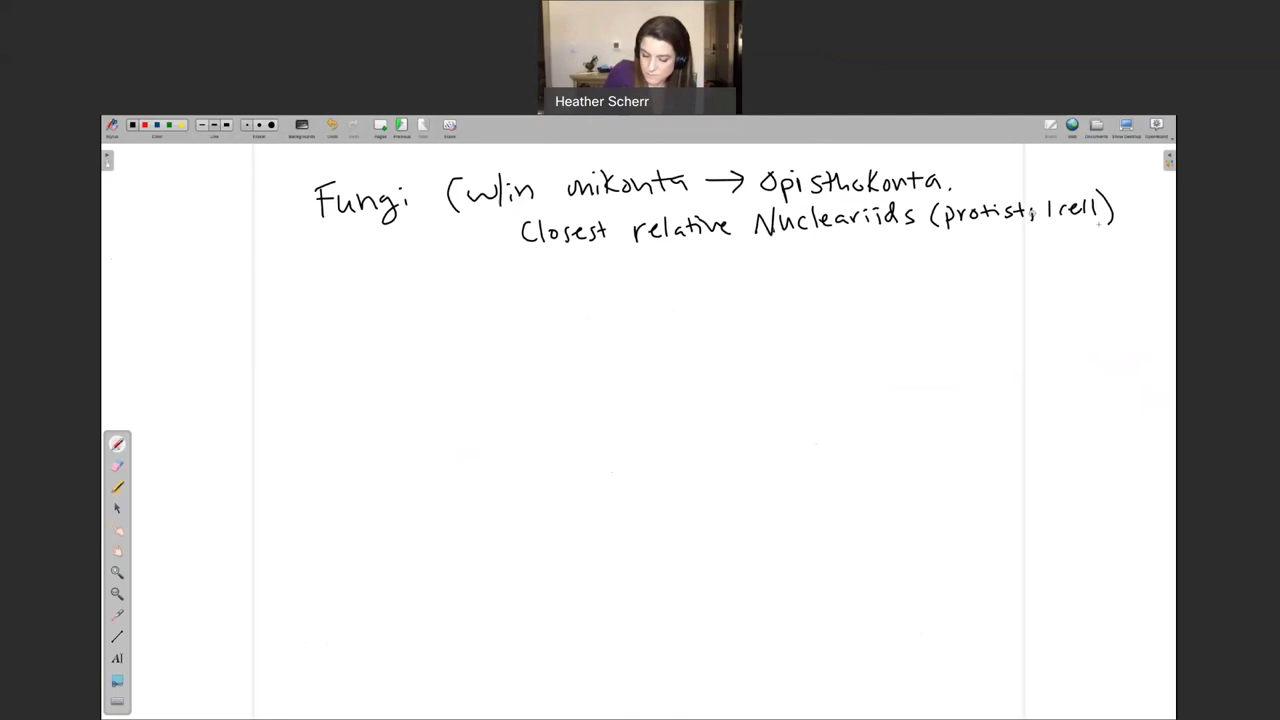 Heather Scherr
Fungi (w/in unikonta → Opisthokonta.
Closest relative Nucleariids (protist; 1 cell)